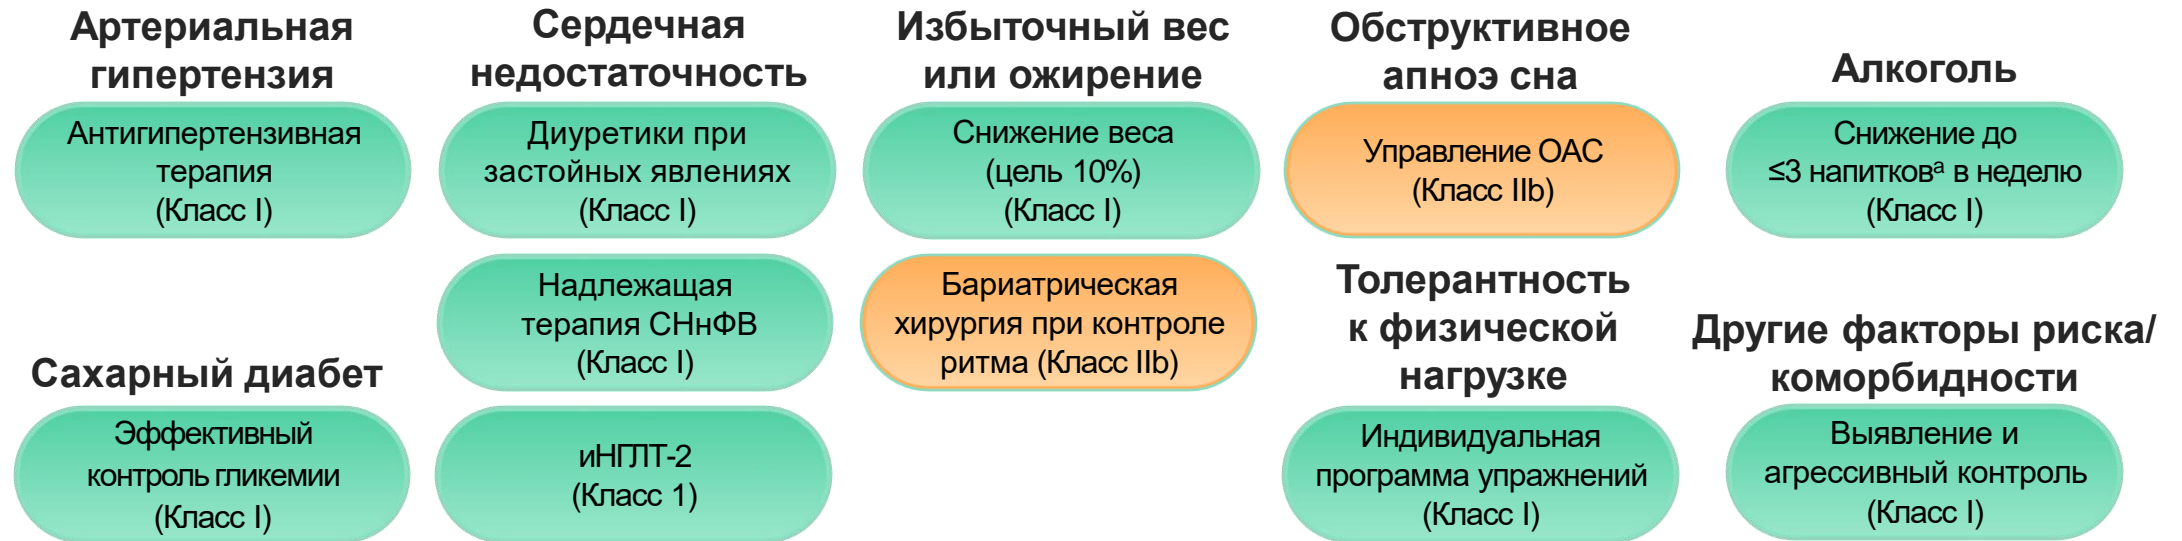 Артериальная
гипертензия
Антигипертензивная
терапия
(Класс I)
Сахарный диабет
Эффективный
контроль гликемии
(Класс I)
Сердечная
недостаточность
Диуретики при
застойных явлениях
(Класс I)
Надлежащая
терапия СНнФВ
(Класс I)
иНГЛТ-2
(Класс 1)
Избыточный вес
или ожирение
Снижение веса
(цель 10%)
(Класс I)
Бариатрическая
хирургия при контроле
ритма (Класс IIb)
Обструктивное
апноэ сна
Управление ОАС
(Класс IIb)
Толерантность
к физической
нагрузке
Индивидуальная
программа упражнений
(Класс I)
Алкоголь
Снижение до
≤3 напитковᵃ в неделю
(Класс I)
Другие факторы риска/
коморбидности
Выявление и
агрессивный контроль
(Класс I)